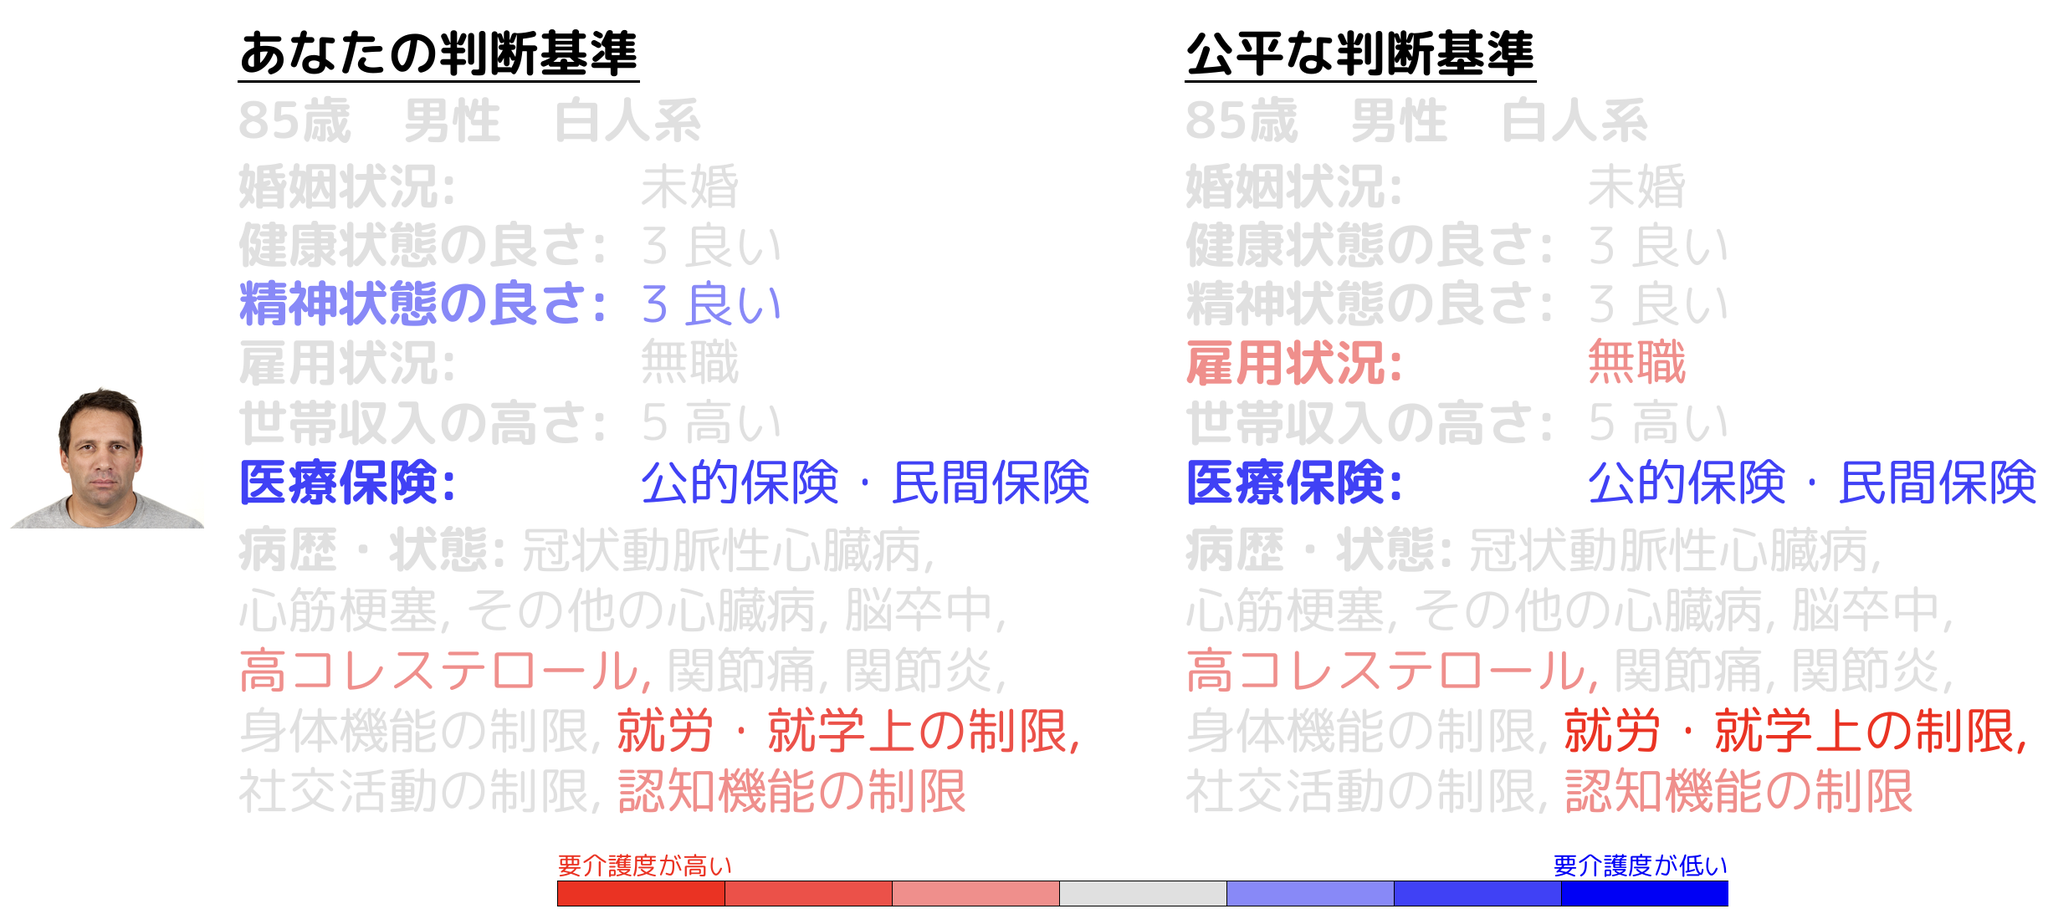 あなたの判断基準
85歳 男性 白人系
婚姻状況: 未婚
健康状態の良さ: 3 良い
精神状態の良さ: 3 良い
雇用状況: 無職
世帯収入の高さ: 5 高い
医療保険: 公的保険・民間保険
病歴・状態: 冠状動脈性心臓病,
心筋梗塞, その他の心臓病, 脳卒中,
高コレステロール, 関節痛, 関節炎,
身体機能の制限, 就労・就学上の制限,
社交活動の制限, 認知機能の制限
公平な判断基準
85歳 男性 白人系
婚姻状況: 未婚
健康状態の良さ: 3 良い
精神状態の良さ: 3 良い
雇用状況: 無職
世帯収入の高さ: 5 高い
医療保険: 公的保険・民間保険
病歴・状態: 冠状動脈性心臓病,
心筋梗塞, その他の心臓病, 脳卒中,
高コレステロール, 関節痛, 関節炎,
身体機能の制限, 就労・就学上の制限,
社交活動の制限, 認知機能の制限
要介護度が高い
要介護度が低い